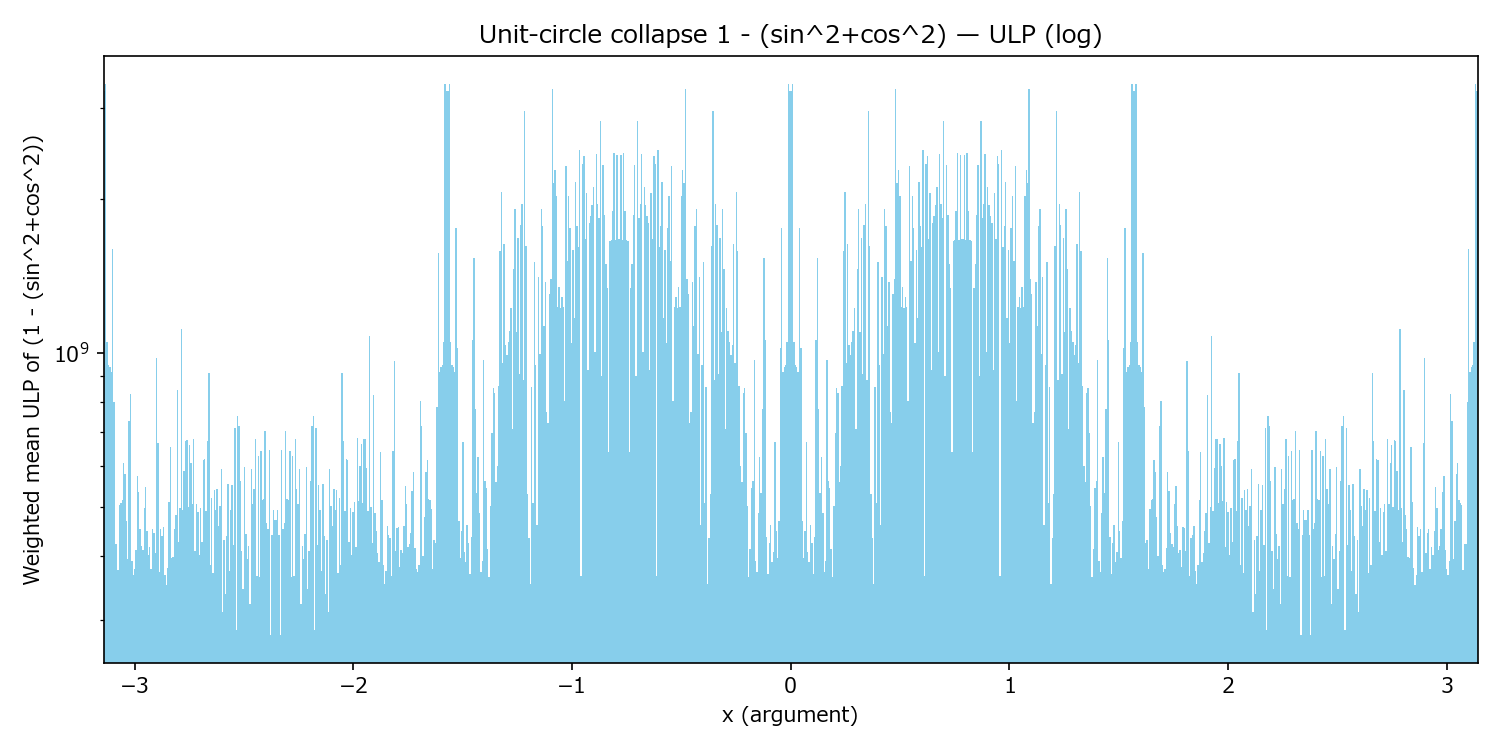 Unit-circle collapse 1 - (sin^2+cos^2) — ULP (log)
Weighted mean ULP of (1 - (sin^2+cos^2))
10^9
−3 −2 −1 0 1 2 3
x (argument)